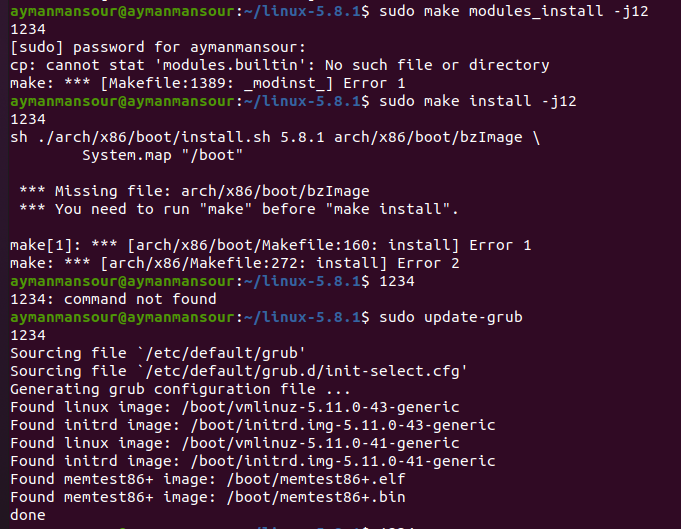 aymanmansour@aymanmansour:~/linux-5.8.1$ sudo make modules_install -j12
1234
[sudo] password for aymanmansour:
cp: cannot stat 'modules.builtin': No such file or directory
make: *** [Makefile:1389: _modinst_] Error 1
aymanmansour@aymanmansour:~/linux-5.8.1$ sudo make install -j12
1234
sh ./arch/x86/boot/install.sh 5.8.1 arch/x86/boot/bzImage \
        System.map "/boot"
 *** Missing file: arch/x86/boot/bzImage
 *** You need to run "make" before "make install".
make[1]: *** [arch/x86/boot/Makefile:160: install] Error 1
make: *** [arch/x86/Makefile:272: install] Error 2
aymanmansour@aymanmansour:~/linux-5.8.1$ 1234
1234: command not found
aymanmansour@aymanmansour:~/linux-5.8.1$ sudo update-grub
1234
Sourcing file `/etc/default/grub'
Sourcing file `/etc/default/grub.d/init-select.cfg'
Generating grub configuration file ...
Found linux image: /boot/vmlinuz-5.11.0-43-generic
Found initrd image: /boot/initrd.img-5.11.0-43-generic
Found linux image: /boot/vmlinuz-5.11.0-41-generic
Found initrd image: /boot/initrd.img-5.11.0-41-generic
Found memtest86+ image: /boot/memtest86+.elf
Found memtest86+ image: /boot/memtest86+.bin
done